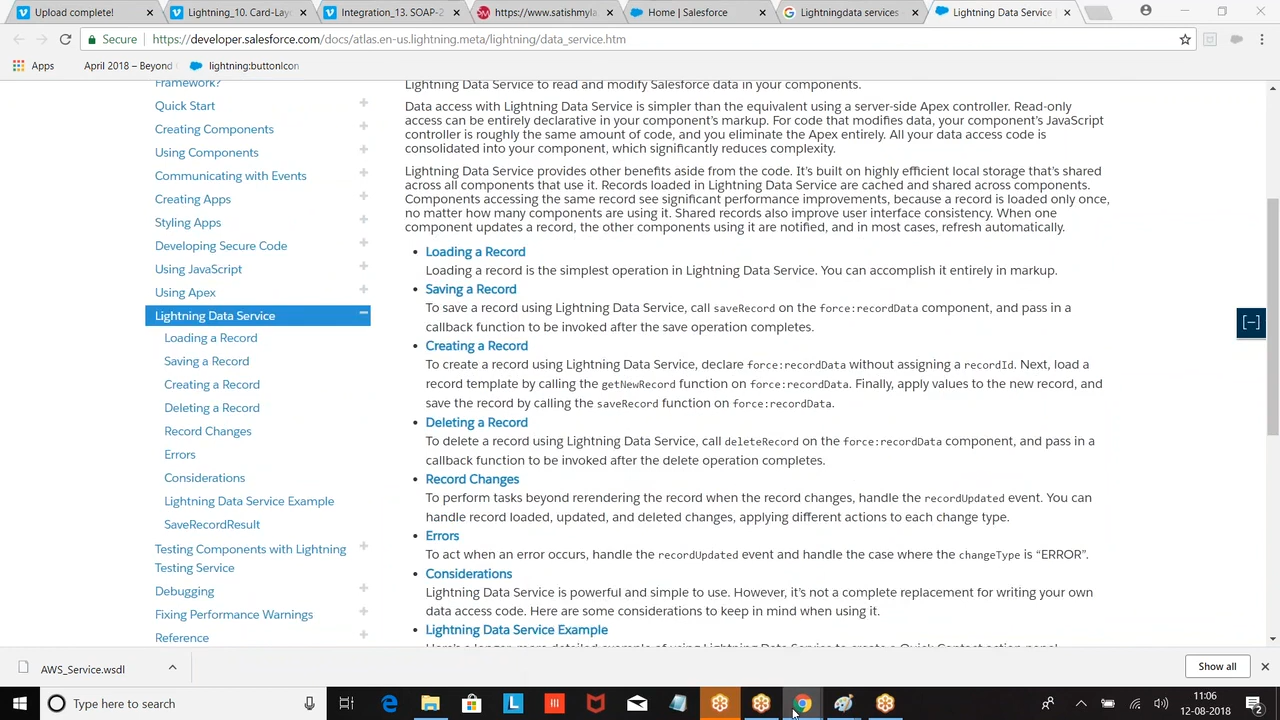 Upload complete!
Lightning_10. Card-Lay
Integration_13. SOAP-2
https://www.satishmyla
Home | Salesforce
Lightningdata services
Lightning Data Service
Secure
https://developer.salesforce.com/docs/atlas.en-us.lightning.meta/lightning/data_service.htm
Apps
April 2018 – Beyond
lightning:buttonIcon
Framework?
Quick Start
Creating Components
Using Components
Communicating with Events
Creating Apps
Styling Apps
Developing Secure Code
Using JavaScript
Using Apex
Lightning Data Service
Loading a Record
Saving a Record
Creating a Record
Deleting a Record
Record Changes
Errors
Considerations
Lightning Data Service Example
SaveRecordResult
Testing Components with Lightning
Testing Service
Debugging
Fixing Performance Warnings
Reference
Lightning Data Service to read and modify Salesforce data in your components.
Data access with Lightning Data Service is simpler than the equivalent using a server-side Apex controller. Read-only
access can be entirely declarative in your component's markup. For code that modifies data, your component's JavaScript
controller is roughly the same amount of code, and you eliminate the Apex entirely. All your data access code is
consolidated into your component, which significantly reduces complexity.
Lightning Data Service provides other benefits aside from the code. It's built on highly efficient local storage that's shared
across all components that use it. Records loaded in Lightning Data Service are cached and shared across components.
Components accessing the same record see significant performance improvements, because a record is loaded only once,
no matter how many components are using it. Shared records also improve user interface consistency. When one
component updates a record, the other components using it are notified, and in most cases, refresh automatically.
• Loading a Record
Loading a record is the simplest operation in Lightning Data Service. You can accomplish it entirely in markup.
• Saving a Record
To save a record using Lightning Data Service, call saveRecord on the force:recordData component, and pass in a
callback function to be invoked after the save operation completes.
• Creating a Record
To create a record using Lightning Data Service, declare force:recordData without assigning a recordId. Next, load a
record template by calling the getNewRecord function on force:recordData. Finally, apply values to the new record, and
save the record by calling the saveRecord function on force:recordData.
• Deleting a Record
To delete a record using Lightning Data Service, call deleteRecord on the force:recordData component, and pass in a
callback function to be invoked after the delete operation completes.
• Record Changes
To perform tasks beyond rerendering the record when the record changes, handle the recordUpdated event. You can
handle record loaded, updated, and deleted changes, applying different actions to each change type.
• Errors
To act when an error occurs, handle the recordUpdated event and handle the case where the changeType is “ERROR”.
• Considerations
Lightning Data Service is powerful and simple to use. However, it's not a complete replacement for writing your own
data access code. Here are some considerations to keep in mind when using it.
• Lightning Data Service Example
Here's a longer, more detailed example of using Lightning Data Service to create a Quick Contact action panel.
AWS_Service.wsdl
Show all
Type here to search
11:06
12-08-2018
2